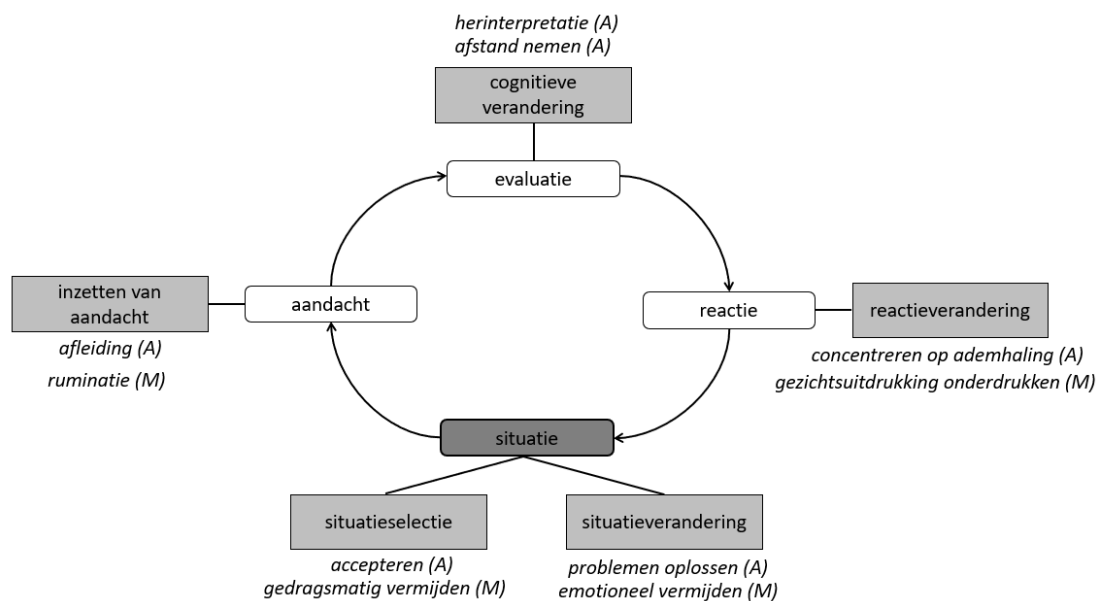 herinterpretatie (A)
afstand nemen (A)
cognitieve
verandering
evaluatie
inzetten van
aandacht
aandacht
afleiding (A)
ruminatie (M)
reactie
reactieverandering
concentreren op ademhaling (A)
gezichtsuitdrukking onderdrukken (M)
situatie
situatieselectie
accepteren (A)
gedragsmatig vermijden (M)
situatieverandering
problemen oplossen (A)
emotioneel vermijden (M)